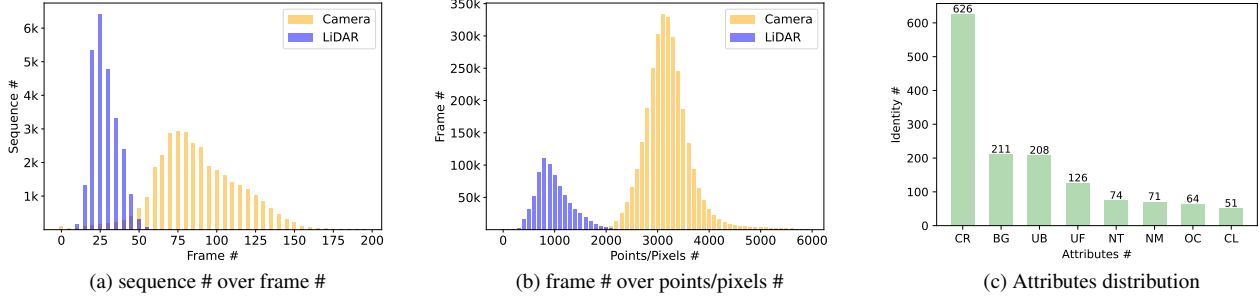 Sequence #
6k
5k
4k
3k
2k
1k
0 25 50 75 100 125 150 175 200
Frame #
Camera
LiDAR
(a) sequence # over frame #
Frame #
350k
300k
250k
200k
150k
100k
50k
0 1000 2000 3000 4000 5000 6000
Points/Pixels #
Camera
LiDAR
(b) frame # over points/pixels #
Identity #
600
500
400
300
200
100
0
626
211
208
126
74
71
64
51
CR BG UB UF NT NM OC CL
Attributes #
(c) Attributes distribution